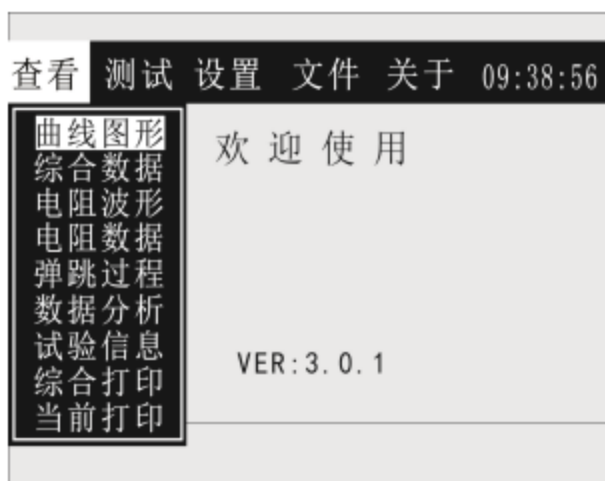 查看 测试 设置 文件 关于 09:38:56
曲线图形
综合数据
电阻波形
电阻数据
弹跳过程
数据分析
试验信息
综合打印
当前打印
欢迎使用
VER:3.0.1